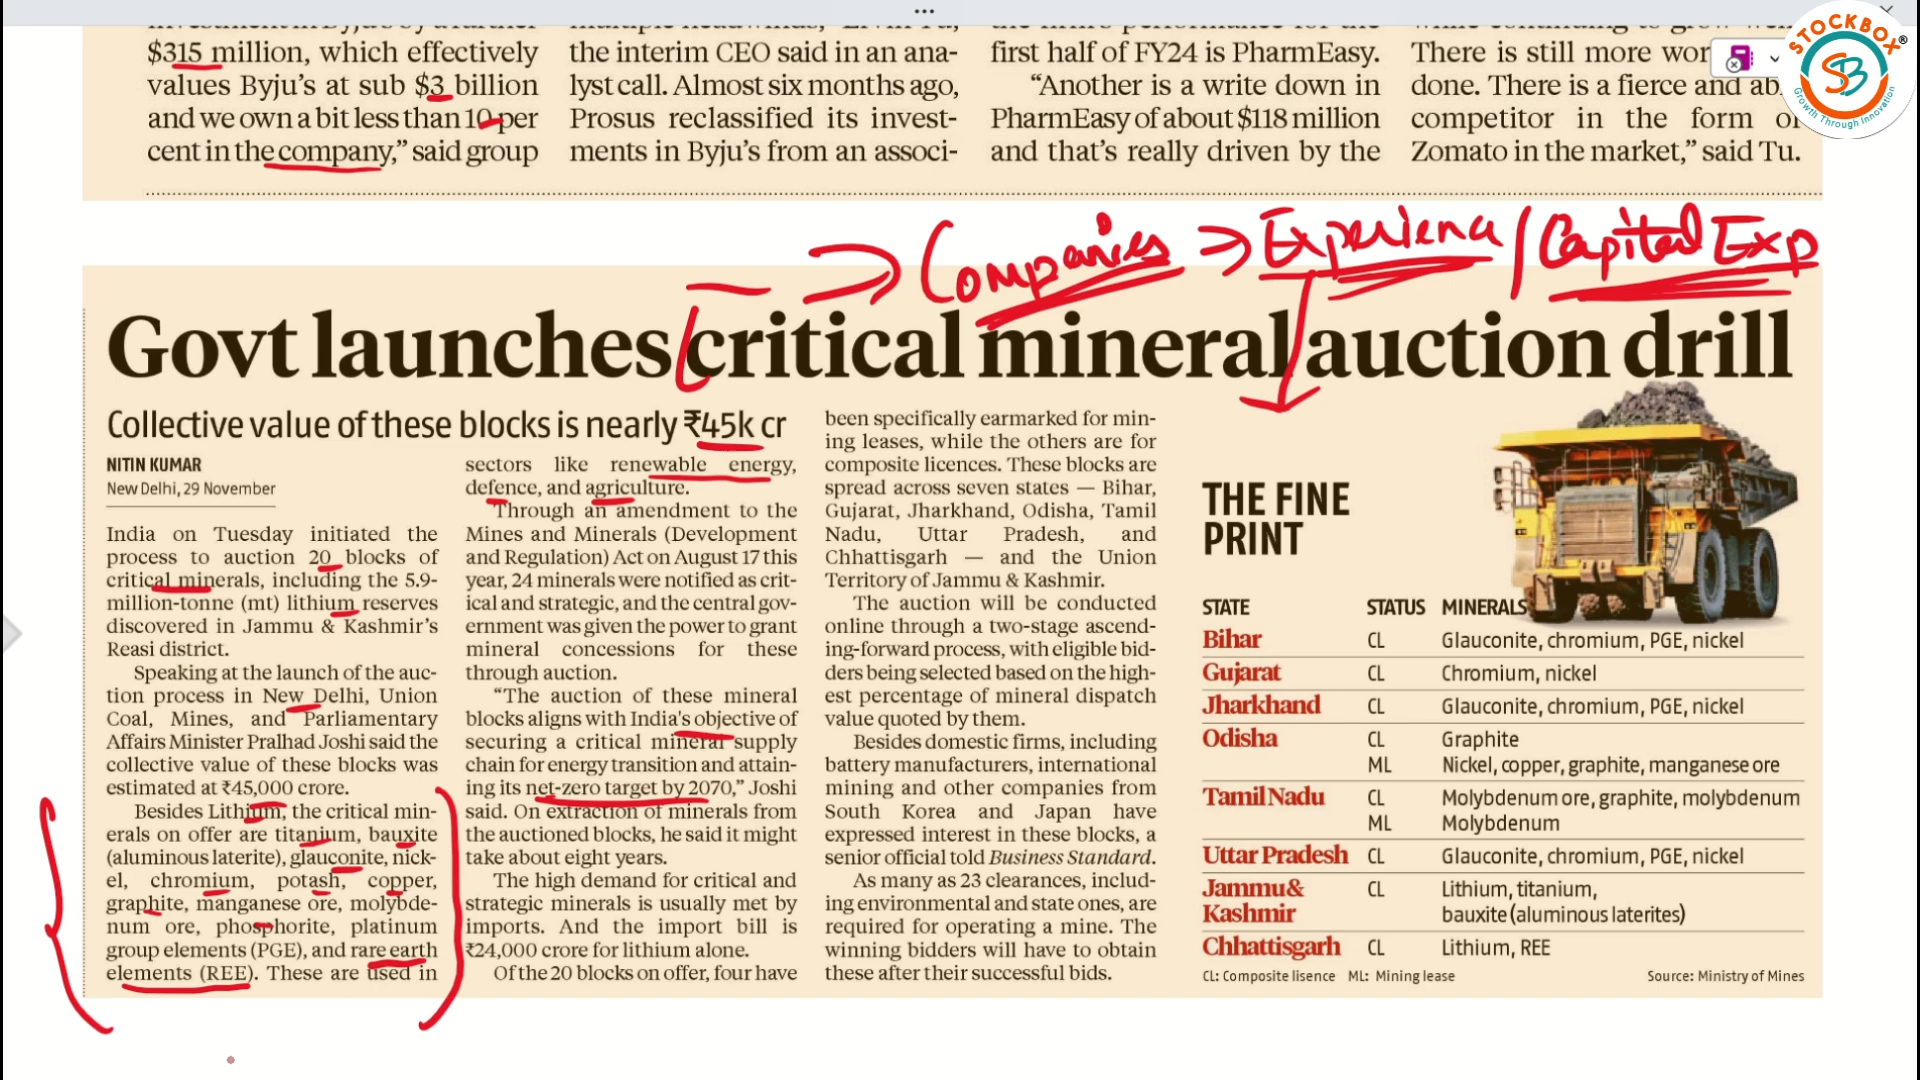 ...
STOCKBOX®
SB
Growth Through Innovation
$315 million, which effectively
values Byju's at sub $3 billion
and we own a bit less than 10 per
cent in the company,” said group
the interim CEO said in an ana-
lyst call. Almost six months ago,
Prosus reclassified its invest-
ments in Byju's from an associ-
first half of FY24 is PharmEasy.
“Another is a write down in
PharmEasy of about $118 million
and that's really driven by the
There is still more
done. There is a fierce and
competitor in the form of
Zomato in the market,” said Tu.
Companies ⇒ Experience / Capital Exp
Govt launches critical mineral auction drill
Collective value of these blocks is nearly ₹45k cr
NITIN KUMAR
New Delhi, 29 November
India on Tuesday initiated the
process to auction 20 blocks of
critical minerals, including the 5.9-
million-tonne (mt) lithium reserves
discovered in Jammu & Kashmir's
Reasi district.
Speaking at the launch of the auc-
tion process in New Delhi, Union
Coal, Mines, and Parliamentary
Affairs Minister Pralhad Joshi said the
collective value of these blocks was
estimated at ₹45,000 crore.
Besides Lithium, the critical min-
erals on offer are titanium, bauxite
(aluminous laterite), glauconite, nick-
el, chromium, potash, copper,
graphite, manganese ore, molybde-
num ore, phosphorite, platinum
group elements (PGE), and rare earth
elements (REE). These are used in
sectors like renewable energy,
defence, and agriculture.
Through an amendment to the
Mines and Minerals (Development
and Regulation) Act on August 17 this
year, 24 minerals were notified as crit-
ical and strategic, and the central gov-
ernment was given the power to grant
mineral concessions for these
through auction.
“The auction of these mineral
blocks aligns with India's objective of
securing a critical mineral supply
chain for energy transition and attain-
ing its net-zero target by 2070,” Joshi
said. On extraction of minerals from
the auctioned blocks, he said it might
take about eight years.
The high demand for critical and
strategic minerals is usually met by
imports. And the import bill is
₹24,000 crore for lithium alone.
Of the 20 blocks on offer, four have
been specifically earmarked for min-
ing leases, while the others are for
composite licences. These blocks are
spread across seven states — Bihar,
Gujarat, Jharkhand, Odisha, Tamil
Nadu, Uttar Pradesh, and
Chhattisgarh — and the Union
Territory of Jammu & Kashmir.
The auction will be conducted
online through a two-stage ascend-
ing-forward process, with eligible bid-
ders being selected based on the high-
est percentage of mineral dispatch
value quoted by them.
Besides domestic firms, including
battery manufacturers, international
mining and other companies from
South Korea and Japan have
expressed interest in these blocks, a
senior official told Business Standard.
As many as 23 clearances, includ-
ing environmental and state ones, are
required for operating a mine. The
winning bidders will have to obtain
these after their successful bids.
THE FINE
PRINT
STATE STATUS MINERALS
Bihar CL Glauconite, chromium, PGE, nickel
Gujarat CL Chromium, nickel
Jharkhand CL Glauconite, chromium, PGE, nickel
Odisha CL Graphite
ML Nickel, copper, graphite, manganese ore
Tamil Nadu CL Molybdenum ore, graphite, molybdenum
ML Molybdenum
Uttar Pradesh CL Glauconite, chromium, PGE, nickel
Jammu & CL Lithium, titanium,
Kashmir bauxite (aluminous laterites)
Chhattisgarh CL Lithium, REE
CL: Composite lisence ML: Mining lease Source: Ministry of Mines